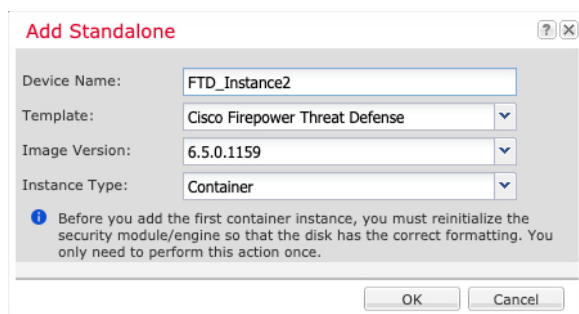 Add Standalone
?
Device Name: FTD_Instance2
Template: Cisco Firepower Threat Defense
Image Version: 6.5.0.1159
Instance Type: Container
Before you add the first container instance, you must reinitialize the
security module/engine so that the disk has the correct formatting. You
only need to perform this action once.
OK Cancel